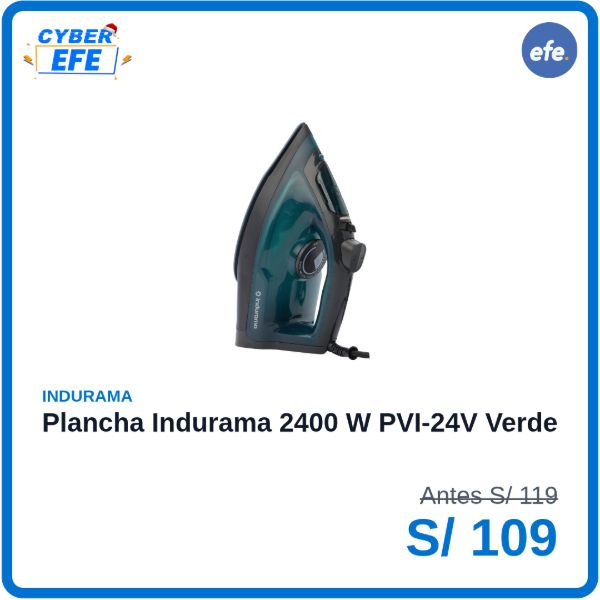 CYBER
EFE
efe.
indurama
INDURAMA
Plancha Indurama 2400 W PVI-24V Verde
Antes S/ 119
S/ 109